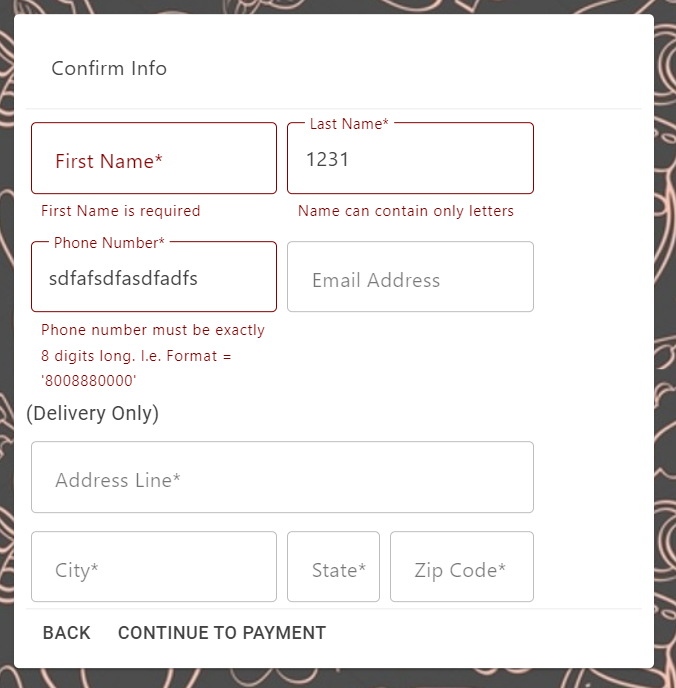 Confirm Info
First Name*
Last Name*
1231
First Name is required
Name can contain only letters
Phone Number*
sdfafsdfasdfadfs
Email Address
Phone number must be exactly
8 digits long. I.e. Format =
'8008880000'
(Delivery Only)
Address Line*
City*
State*
Zip Code*
BACK
CONTINUE TO PAYMENT